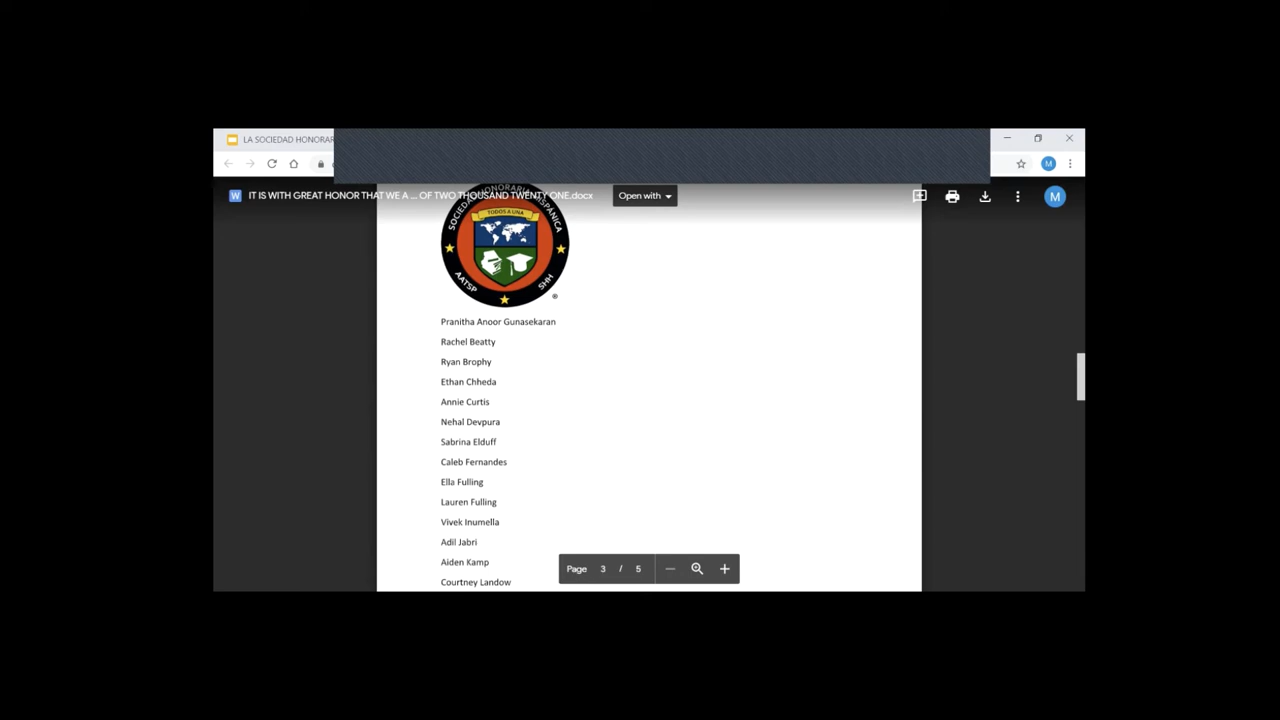 LA SOCIEDAD HONORAR
IT IS WITH GREAT HONOR THAT WE A ... OF TWO THOUSAND TWENTY ONE.docx
Open with
M
M
SOCIEDAD HONORARIA HISPÁNICA
TODOS A UNA
AATSP
SHH
®
Pranitha Anoor Gunasekaran
Rachel Beatty
Ryan Brophy
Ethan Chheda
Annie Curtis
Nehal Devpura
Sabrina Elduff
Caleb Fernandes
Ella Fulling
Lauren Fulling
Vivek Inumella
Adil Jabri
Aiden Kamp
Courtney Landow
Page 3 / 5